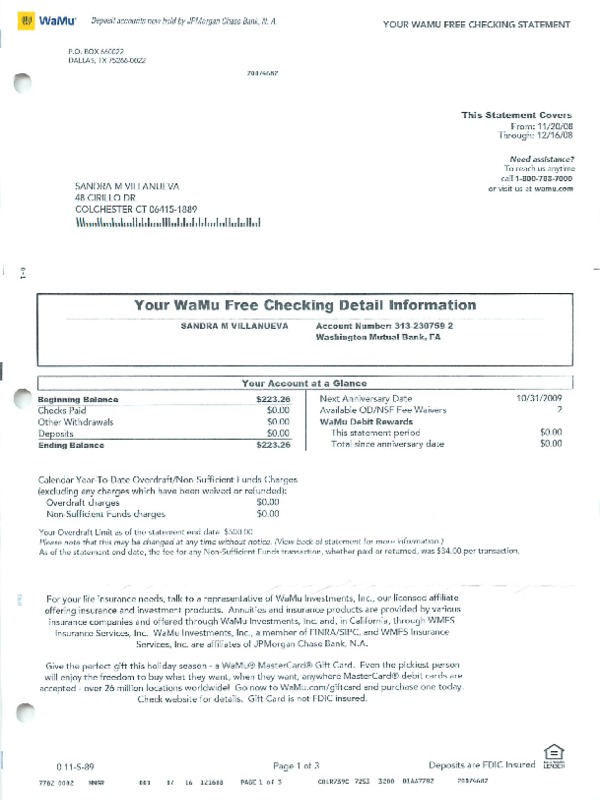 WaMu® Deposit accounts now held by JPMorgan Chase Bank, N. A. YOUR WAMU FREE CHECKING STATEMENT
P.O. BOX 660022
DALLAS, TX 75266-0022
This Statement Covers
From: 11/20/08
Through: 12/16/08
Need assistance?
To reach us anytime
call 1-800-788-7000
or visit us at wamu.com
SANDRA M VILLANUEVA
48 CIRILLO DR
COLCHESTER CT 06415-1889
Your WaMu Free Checking Detail Information
SANDRA M VILLANUEVA Account Number: 313-230759-2
Washington Mutual Bank, FA
Your Account at a Glance
Beginning Balance $223.26 Next Anniversary Date 10/31/2009
Checks Paid $0.00 Available OD/NSF Fee Waivers 2
Other Withdrawals $0.00 WaMu Debit Rewards
Deposits $0.00 This statement period $0.00
Ending Balance $223.26 Total since anniversary date $0.00
Calendar Year-To-Date Overdraft/Non-Sufficient Funds Charges
(excluding any charges which have been waived or refunded):
Overdraft charges $0.00
Non-Sufficient Funds charges $0.00
Your Overdraft Limit as of the statement end date $500.00
Please note that this may be changed at any time without notice. (View back of statement for more information.)
As of the statement end date, the fee for any Non-Sufficient Funds transaction, whether paid or returned, was $34.00 per transaction.
For your life insurance needs, talk to a representative of WaMu Investments, Inc., our licensed affiliate
offering insurance and investment products. Annuities and insurance products are provided by various
insurance companies and offered through WaMu Investments, Inc. and, in California, through WMFS
Insurance Services, Inc. WaMu Investments, Inc., a member of FINRA/SIPC, and WMFS Insurance
Services, Inc. are affiliates of JPMorgan Chase Bank, N.A.
Give the perfect gift this holiday season - a WaMu® MasterCard® Gift Card. Even the pickiest person
will enjoy the freedom to buy what they want, when they want, anywhere MasterCard® debit cards are
accepted - over 26 million locations worldwide! Go now to WaMu.com/giftcard and purchase one today.
Check website for details. Gift Card is not FDIC insured.
0 11-S-89 Page 1 of 3 Deposits are FDIC Insured
PAGE 1 of 3